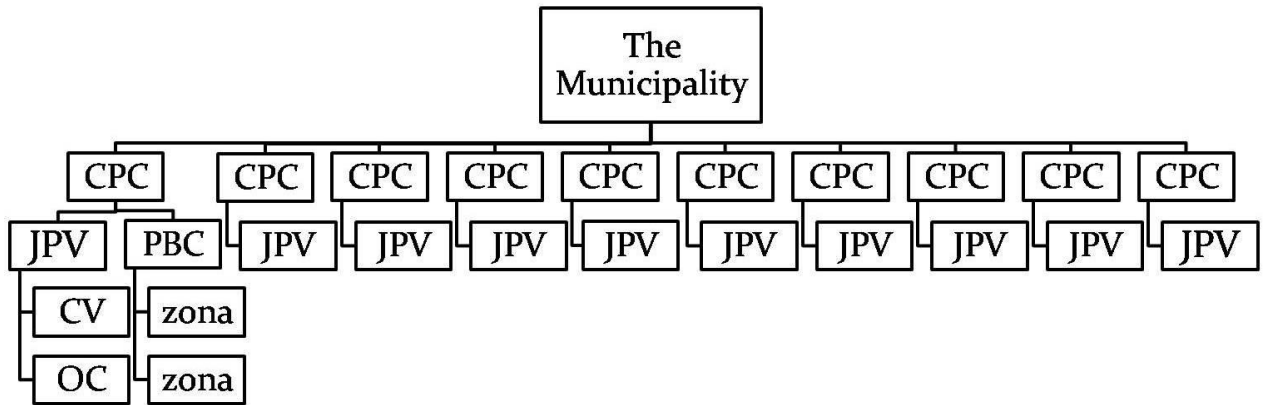 The
Municipality
CPC CPC CPC CPC CPC CPC CPC CPC CPC CPC
JPV PBC JPV JPV JPV JPV JPV JPV JPV JPV JPV
CV zona
OC zona